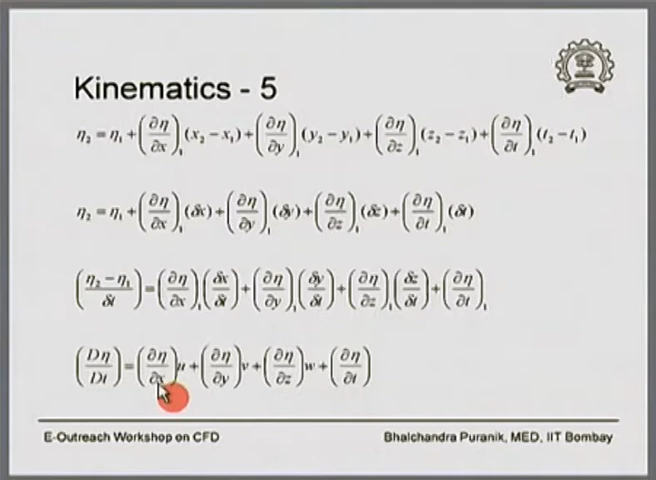 Kinematics - 5
η₂ = η₁ + (∂η/∂x)₁ (x₂ − x₁) + (∂η/∂y)₁ (y₂ − y₁) + (∂η/∂z)₁ (z₂ − z₁) + (∂η/∂t)₁ (t₂ − t₁)
η₂ = η₁ + (∂η/∂x)₁ (δx) + (∂η/∂y)₁ (δy) + (∂η/∂z)₁ (δz) + (∂η/∂t)₁ (δt)
((η₂ − η₁)/δt) = (∂η/∂x)₁ (δx/δt) + (∂η/∂y)₁ (δy/δt) + (∂η/∂z)₁ (δz/δt) + (∂η/∂t)₁
(Dη/Dt) = (∂η/∂x) u + (∂η/∂y) v + (∂η/∂z) w + (∂η/∂t)
E-Outreach Workshop on CFD
Bhalchandra Puranik, MED, IIT Bombay